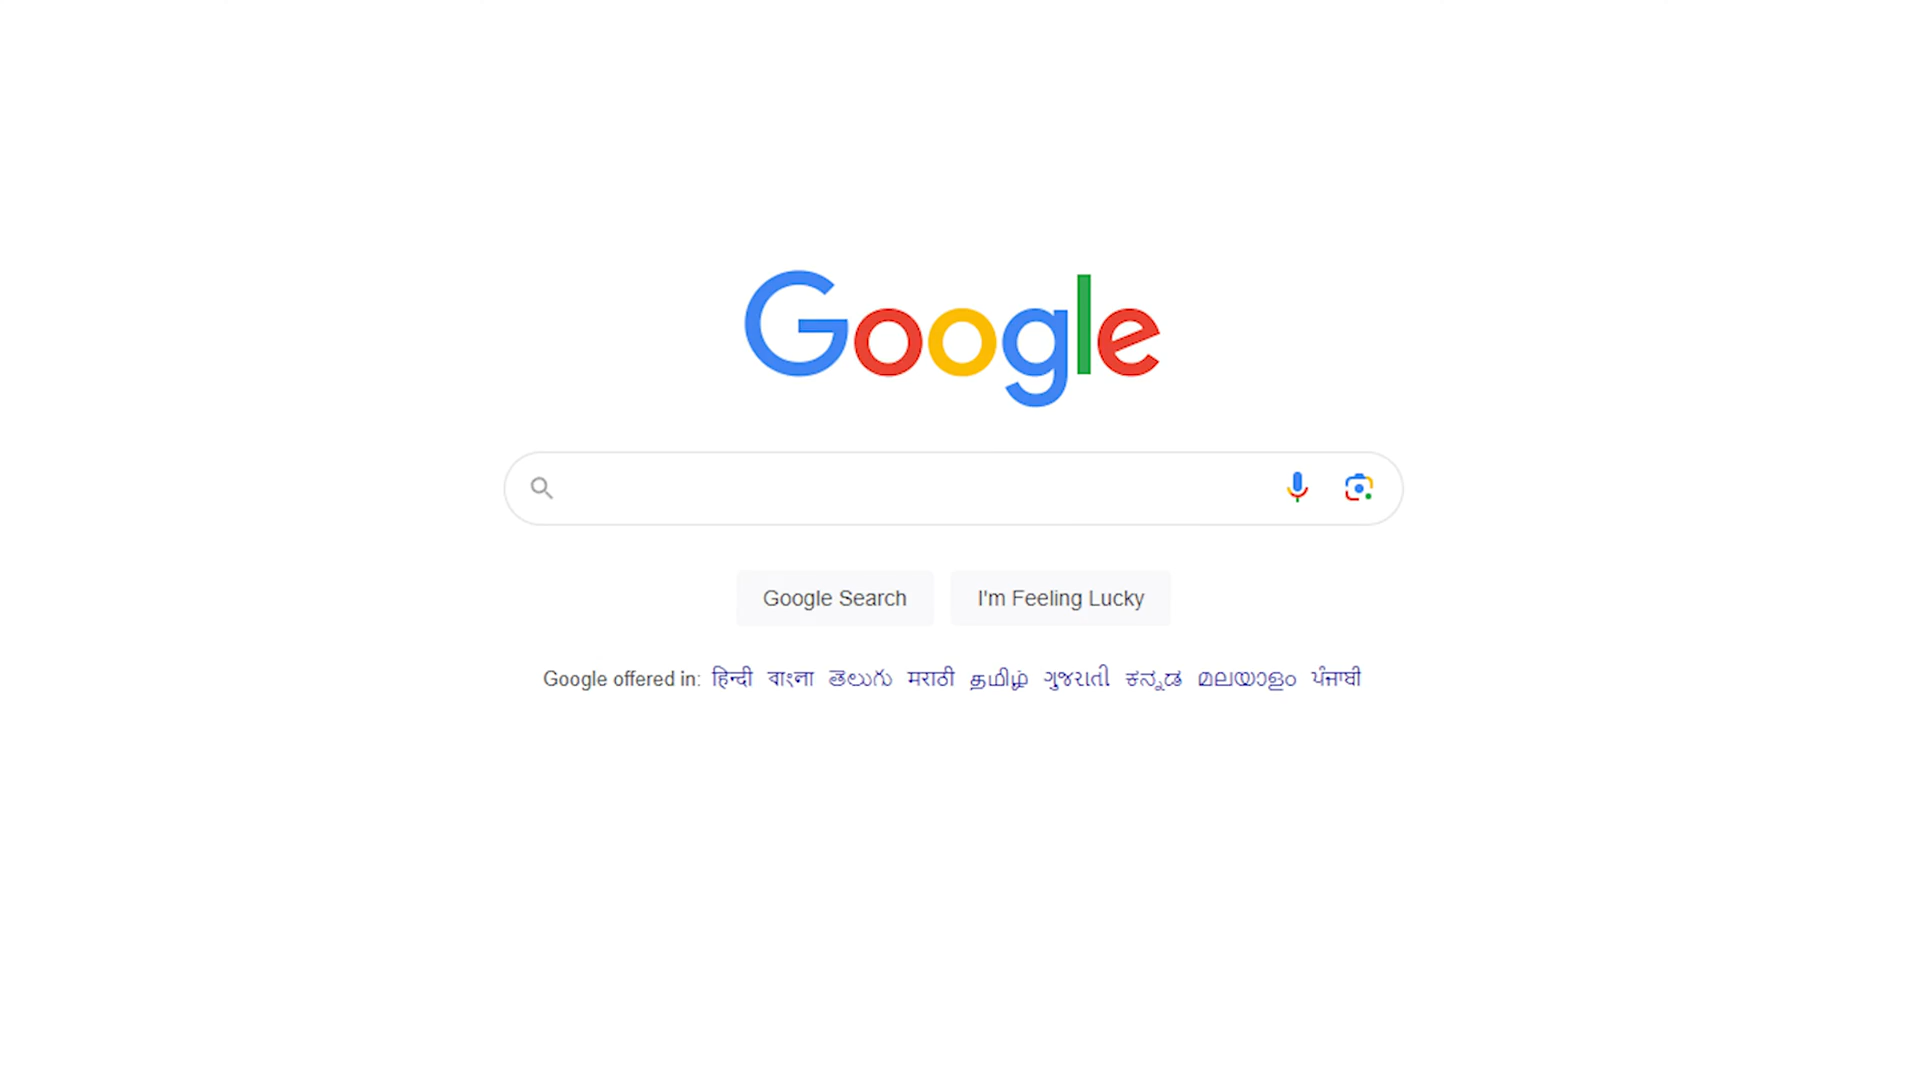 Google
Google Search
I'm Feeling Lucky
Google offered in: हिन्दी বাংলা తెలుగు मराठी தமிழ் ગુજરાતી ಕನ್ನಡ മലയാളം ਪੰਜਾਬੀ